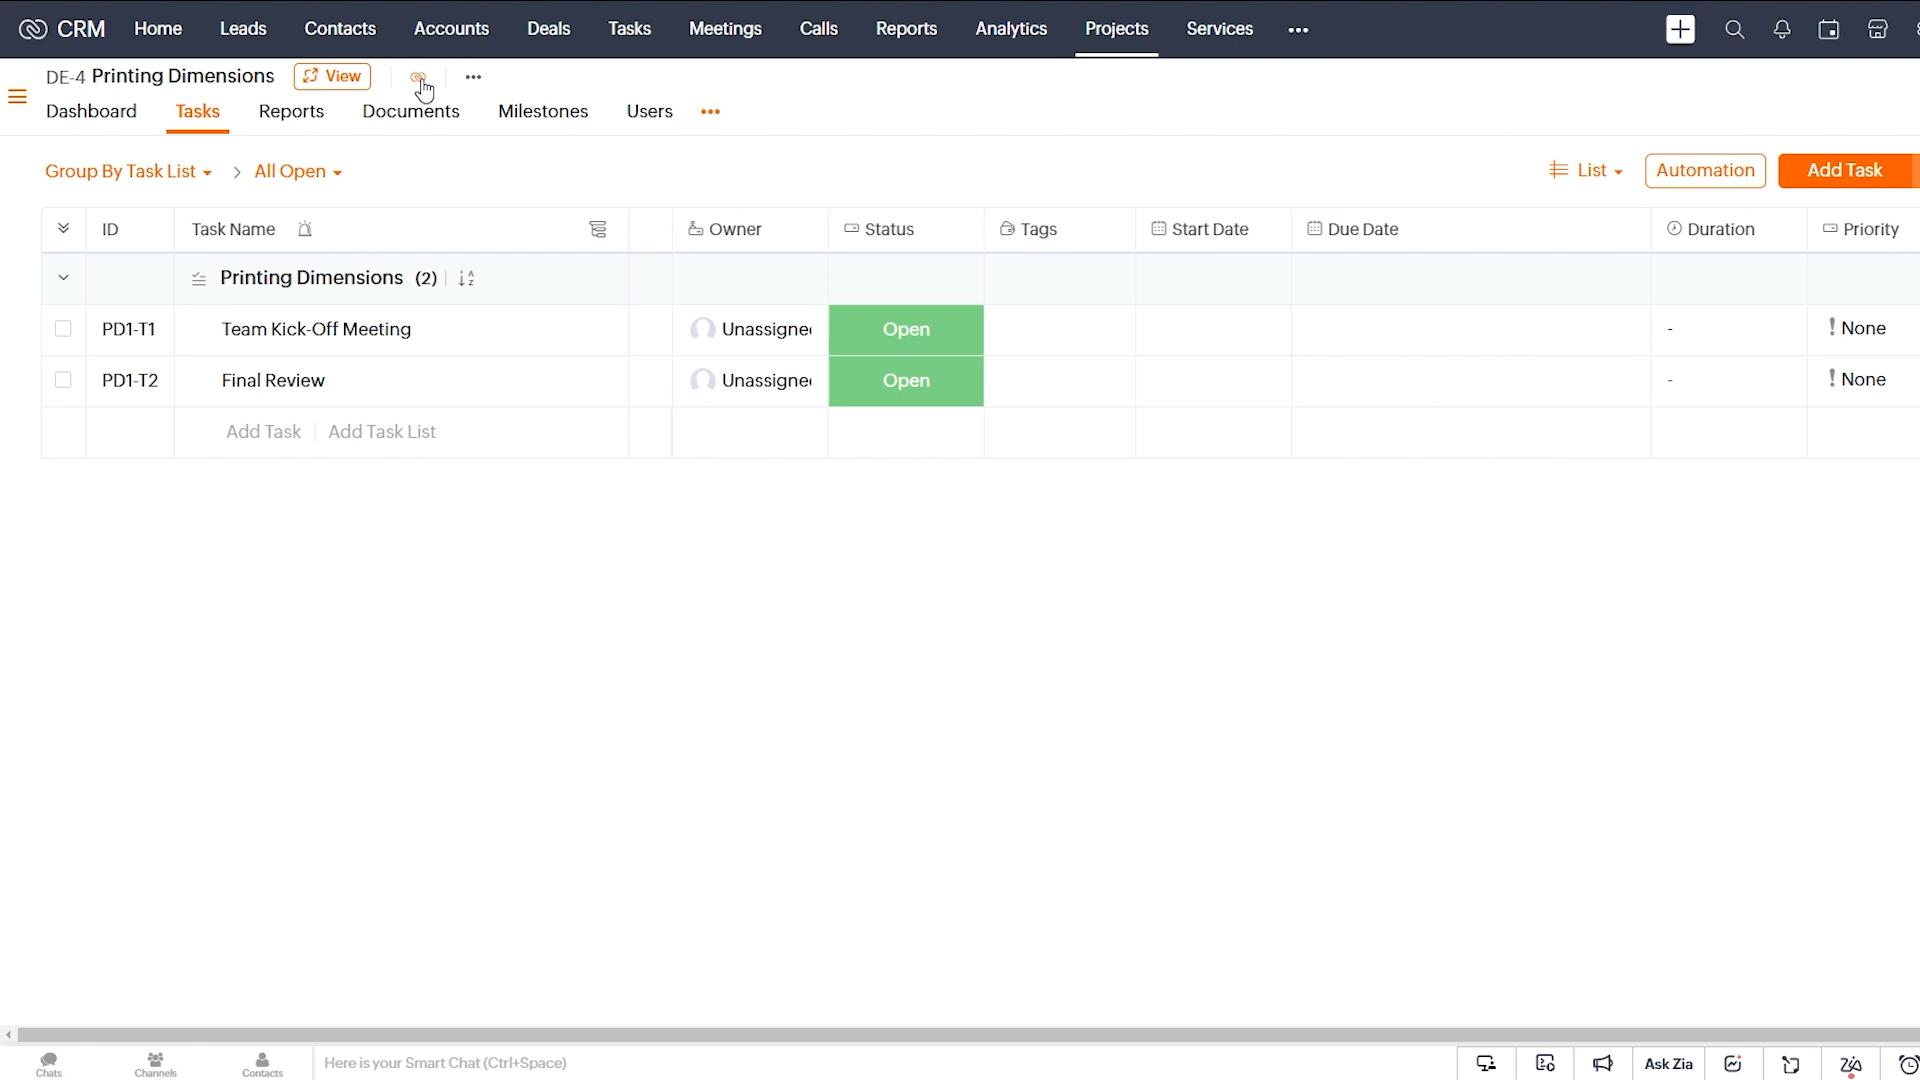 CRM Home Leads Contacts Accounts Deals Tasks Meetings Calls Reports Analytics Projects Services
DE-4 Printing Dimensions View
Dashboard Tasks Reports Documents Milestones Users
Group By Task List All Open List Automation Add Task
ID Task Name Owner Status Tags Start Date Due Date Duration Priority
Printing Dimensions (2)
PD1-T1 Team Kick-Off Meeting Unassigne Open - None
PD1-T2 Final Review Unassigne Open - None
Add Task Add Task List
Chats Channels Contacts Here is your Smart Chat (Ctrl+Space) Ask Zia